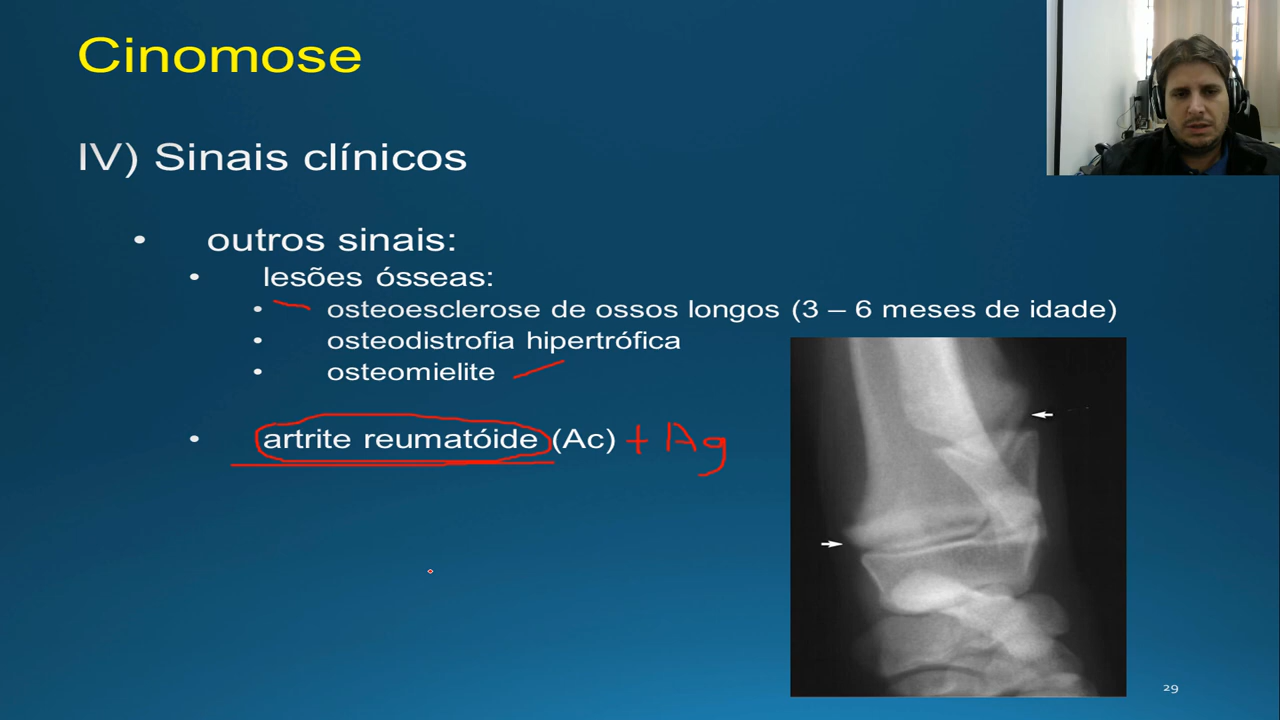 Cinomose
IV) Sinais clínicos
• outros sinais:
• lesões ósseas:
• osteoesclerose de ossos longos (3 – 6 meses de idade)
• osteodistrofia hipertrófica
• osteomielite
• artrite reumatóide (Ac) + Ag
29